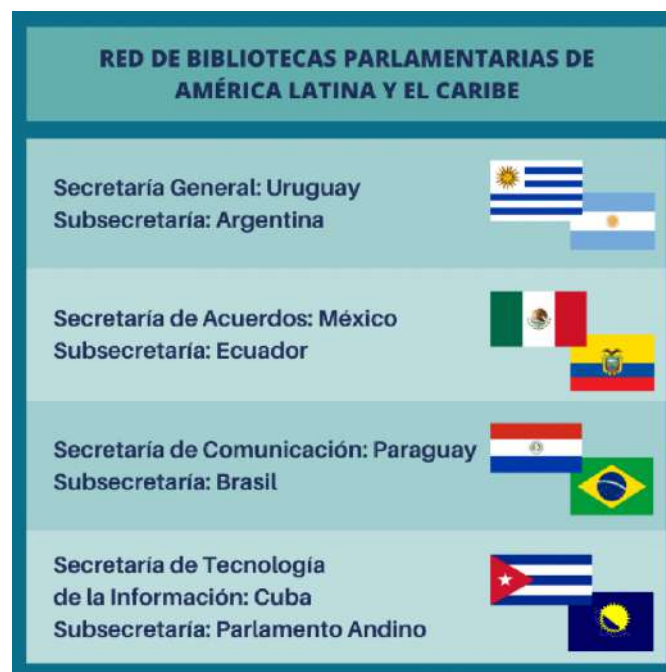 RED DE BIBLIOTECAS PARLAMENTARIAS DE
AMÉRICA LATINA Y EL CARIBE
Secretaría General: Uruguay
Subsecretaría: Argentina
Secretaría de Acuerdos: México
Subsecretaría: Ecuador
Secretaría de Comunicación: Paraguay
Subsecretaría: Brasil
Secretaría de Tecnología
de la Información: Cuba
Subsecretaría: Parlamento Andino